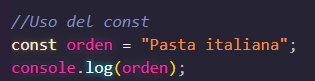 //Uso del const
const orden = "Pasta italiana";
console.log(orden);